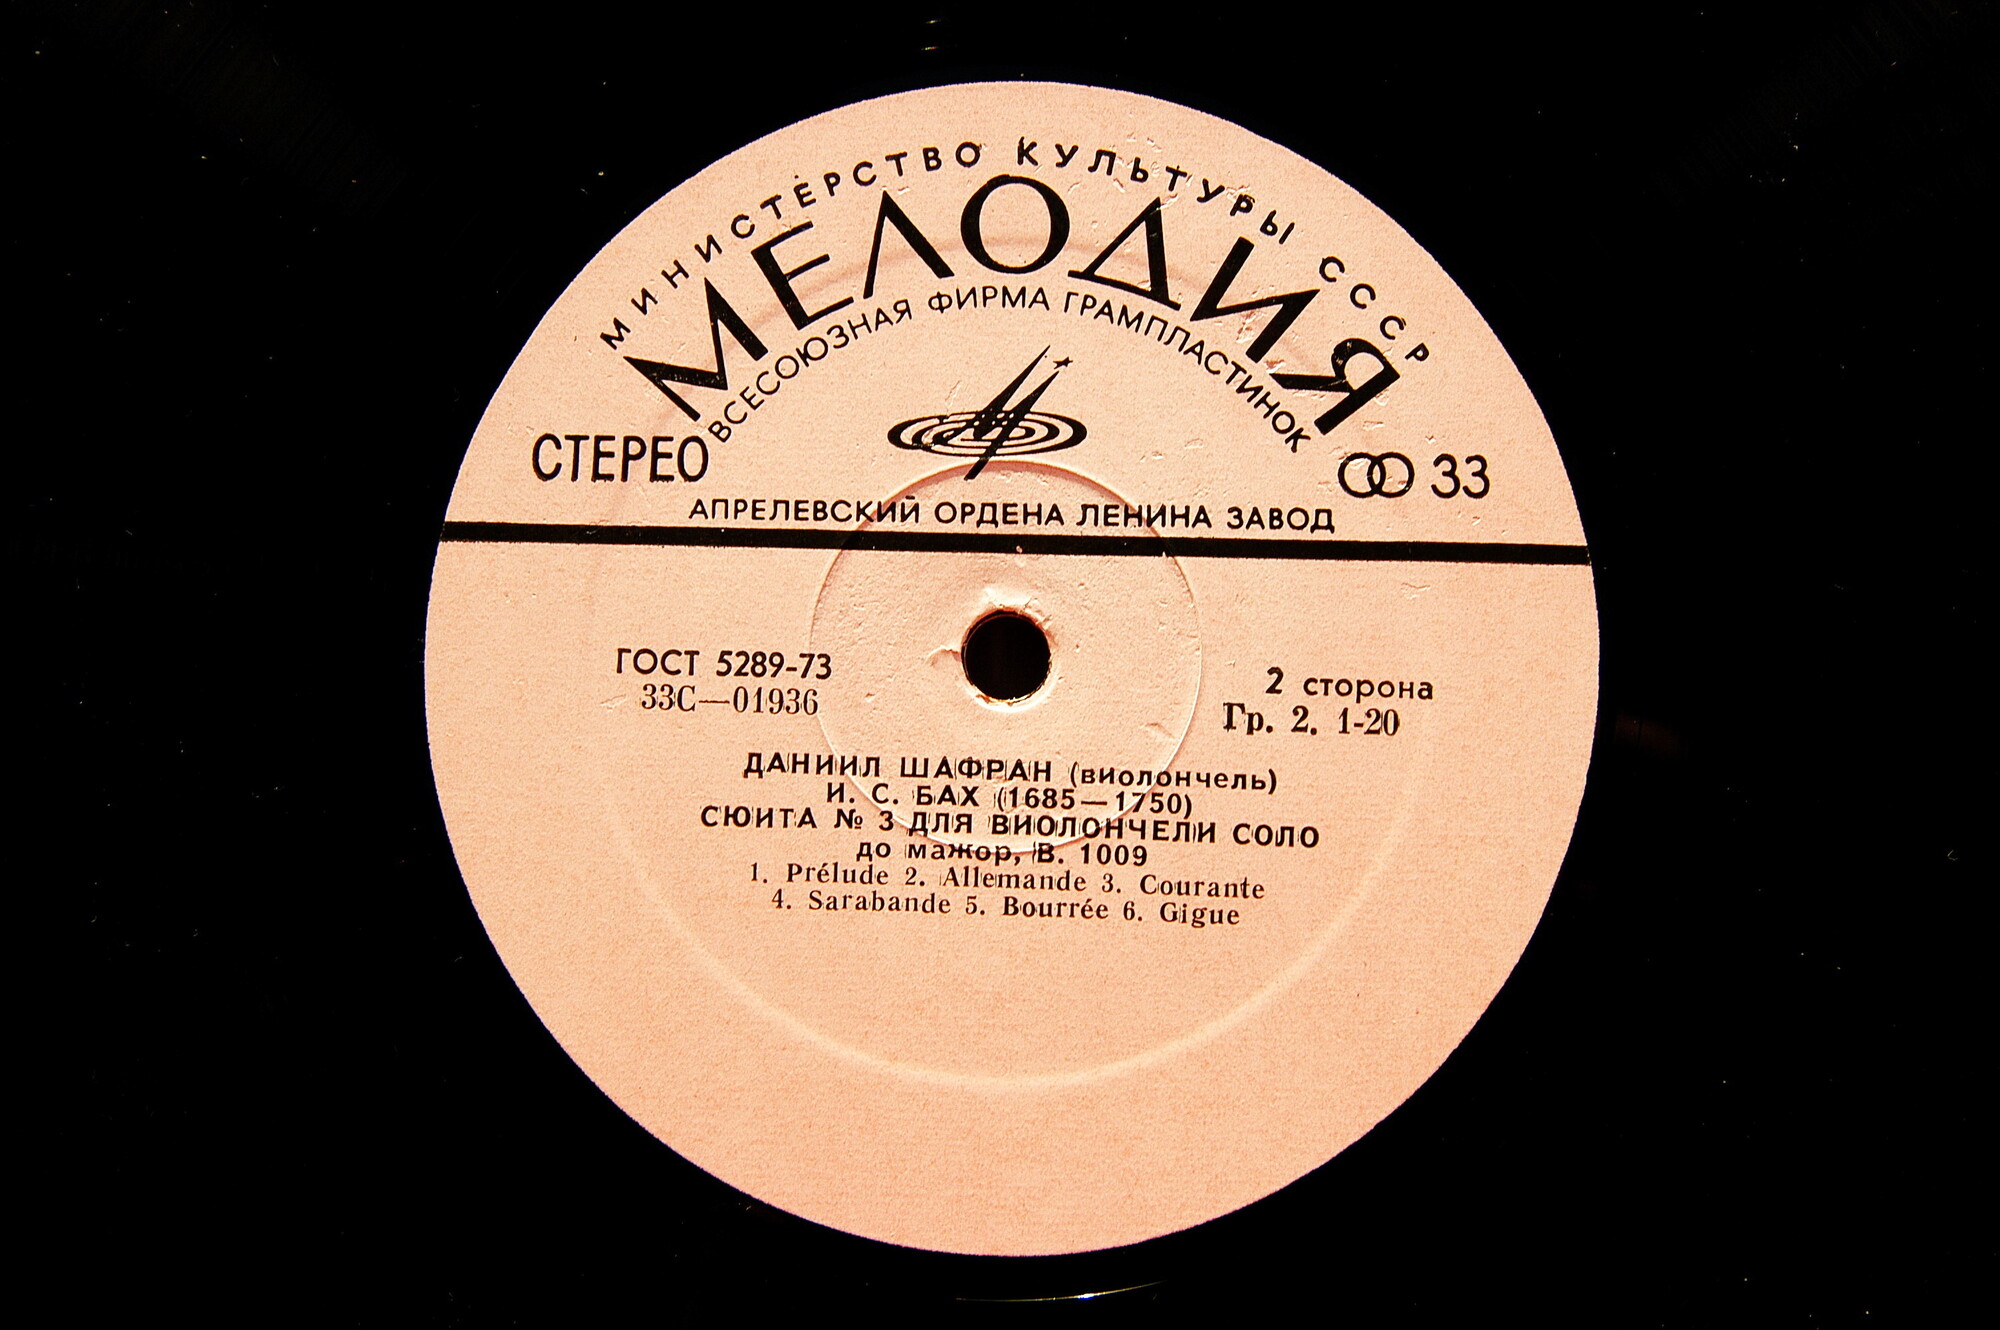 МИНИСТЕРСТВО КУЛЬТУРЫ СССР
МЕЛОДИЯ
ВСЕСОЮЗНАЯ ФИРМА ГРАМПЛАСТИНОК
СТЕРЕО
33
АПРЕЛЕВСКИЙ ОРДЕНА ЛЕНИНА ЗАВОД
ГОСТ 5289-73
33С—01936
2 сторона
Гр. 2. 1-20
ДАНИИЛ ШАФРАН (виолончель)
И. С. БАХ (1685—1750)
СЮИТА № 3 ДЛЯ ВИОЛОНЧЕЛИ СОЛО
до мажор, В. 1009
1. Prélude 2. Allemande 3. Courante
4. Sarabande 5. Bourrée 6. Gigue